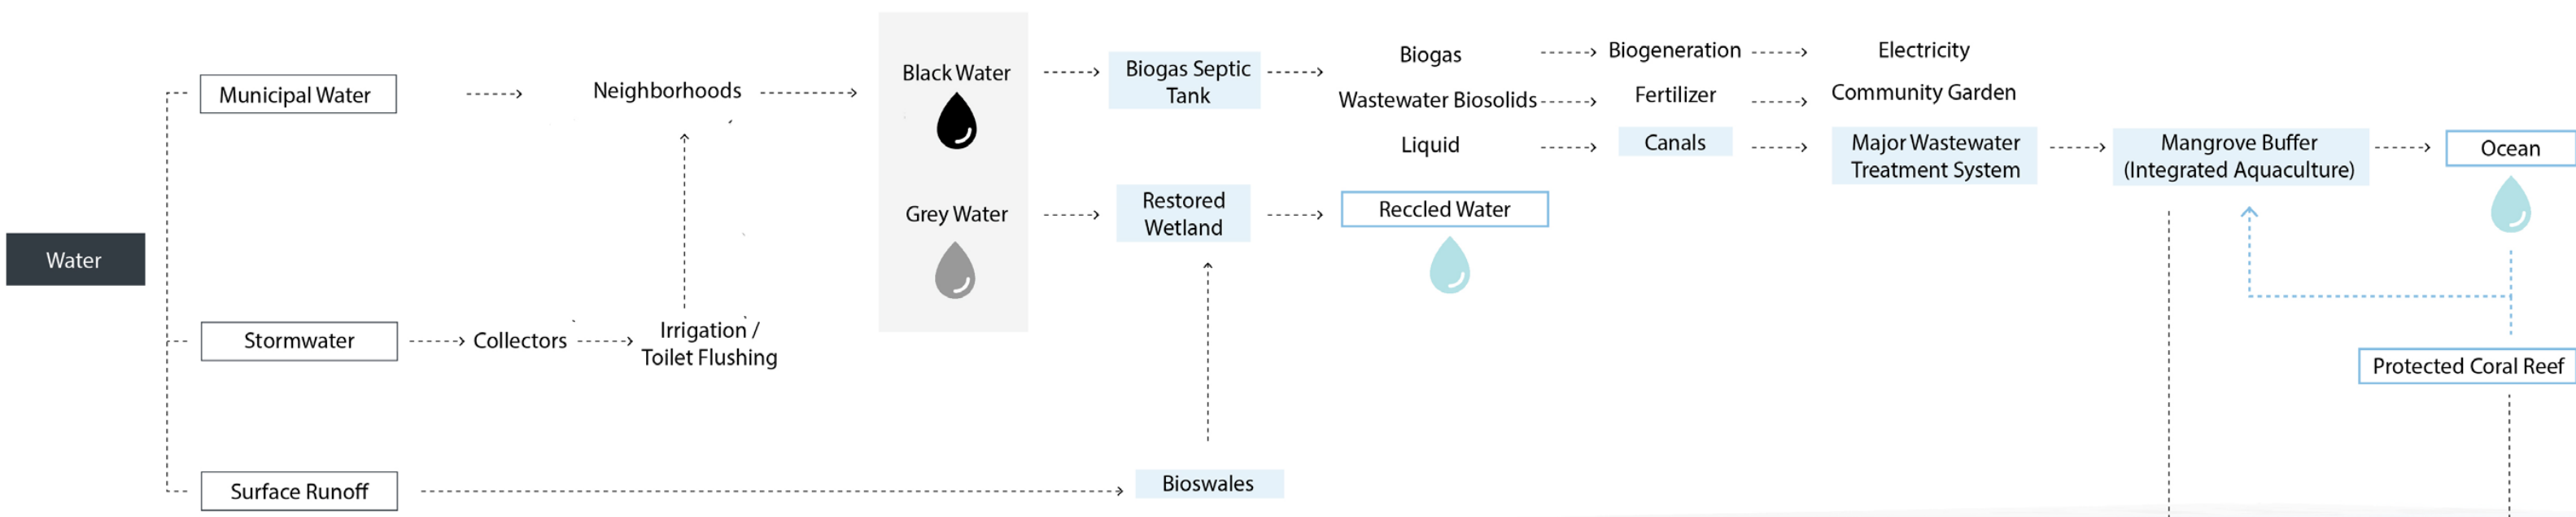 Water
Municipal Water
Neighborhoods
Stormwater
Collectors
Irrigation /
Toilet Flushing
Surface Runoff
Black Water
Grey Water
Biogas Septic
Tank
Restored
Wetland
Bioswales
Biogas
Biogeneration
Electricity
Wastewater Biosolids
Fertilizer
Community Garden
Liquid
Canals
Major Wastewater
Treatment System
Mangrove Buffer
(Integrated Aquaculture)
Ocean
Reccled Water
Protected Coral Reef